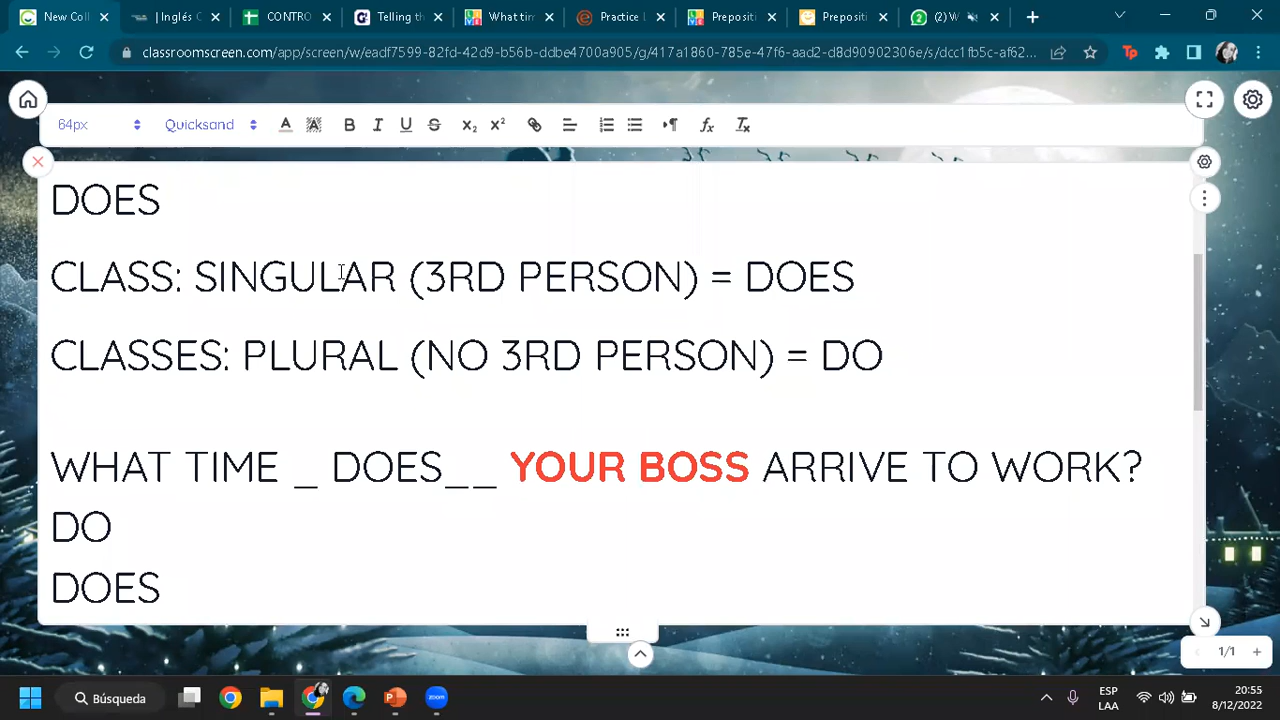 New Coll
| Inglés C
CONTRO
Telling th
What tim
Practice L
Prepositi
Prepositi
(2) W
classroomscreen.com/app/screen/w/eadf7599-82fd-42d9-b56b-ddbe4700a905/g/417a1860-785e-47f6-aad2-d8d90902306e/s/dcc1fb5c-af62...
64px Quicksand
DOES
CLASS: SINGULAR (3RD PERSON) = DOES
CLASSES: PLURAL (NO 3RD PERSON) = DO
WHAT TIME _ DOES__ YOUR BOSS ARRIVE TO WORK?
DO
DOES
1/1
Búsqueda
zoom
ESP
LAA
20:55
8/12/2022